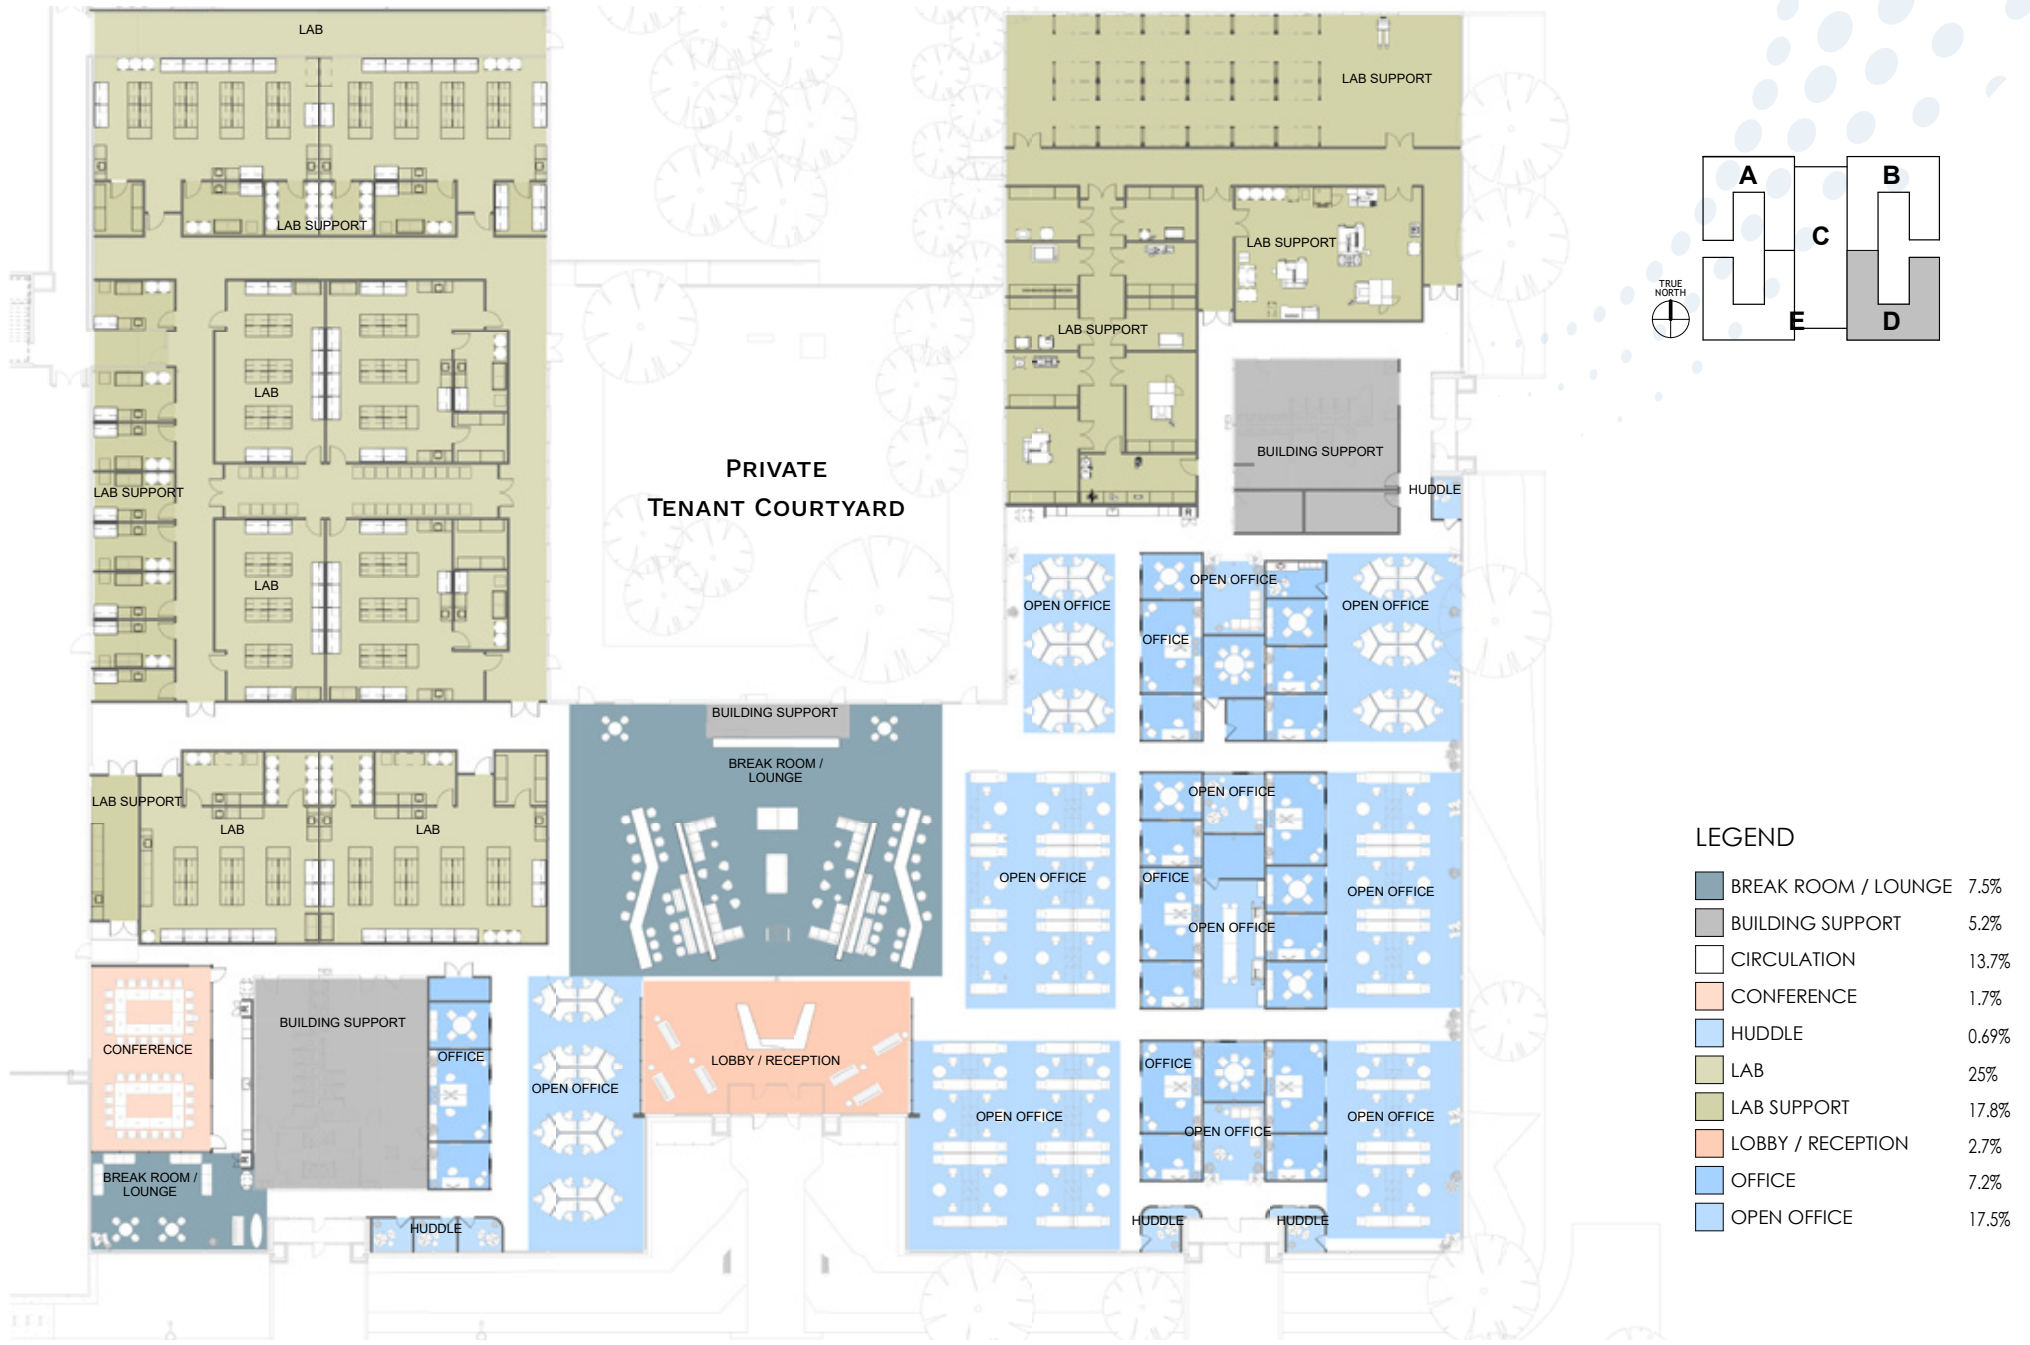 LAB
LAB SUPPORT
LAB SUPPORT
LAB SUPPORT
LAB SUPPORT
LAB
LAB SUPPORT
LAB
BUILDING SUPPORT
HUDDLE
PRIVATE
TENANT COURTYARD
OPEN OFFICE
OPEN OFFICE
OPEN OFFICE
OFFICE
BUILDING SUPPORT
BREAK ROOM /
LOUNGE
LAB SUPPORT
LAB
LAB
OPEN OFFICE
OPEN OFFICE
OFFICE
OPEN OFFICE
OPEN OFFICE
CONFERENCE
BUILDING SUPPORT
OFFICE
OPEN OFFICE
LOBBY / RECEPTION
OPEN OFFICE
OFFICE
OPEN OFFICE
OPEN OFFICE
BREAK ROOM /
LOUNGE
HUDDLE
HUDDLE
HUDDLE
A
B
C
E
D
TRUE
NORTH
LEGEND
BREAK ROOM / LOUNGE 7.5%
BUILDING SUPPORT 5.2%
CIRCULATION 13.7%
CONFERENCE 1.7%
HUDDLE 0.69%
LAB 25%
LAB SUPPORT 17.8%
LOBBY / RECEPTION 2.7%
OFFICE 7.2%
OPEN OFFICE 17.5%